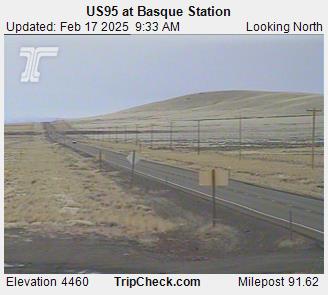 US95 at Basque Station
Updated: Feb 17 2025 9:33 AM Looking North
Elevation 4460 TripCheck.com Milepost 91.62